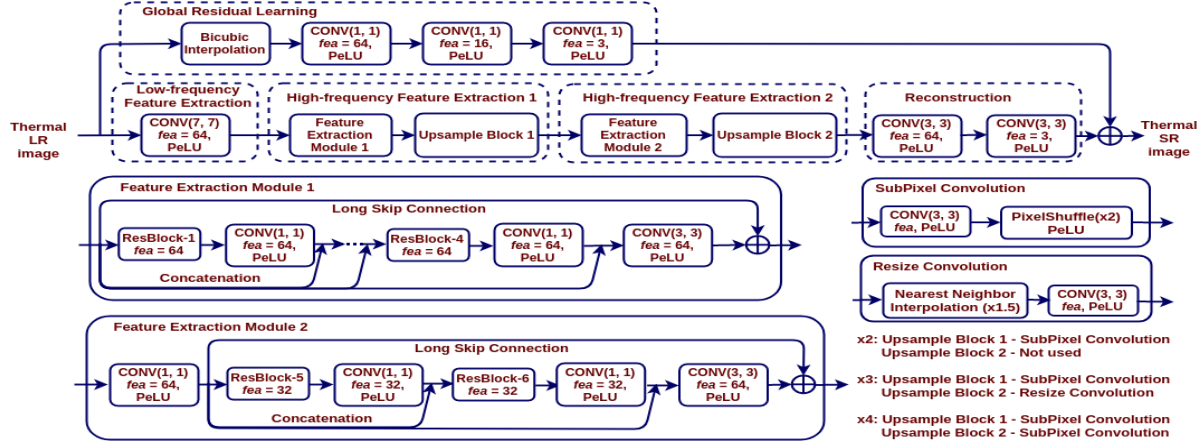 Global Residual Learning
Bicubic
Interpolation
CONV(1, 1)
fea = 64,
PeLU
CONV(1, 1)
fea = 16,
PeLU
CONV(1, 1)
fea = 3,
PeLU
Thermal
LR
image
Low-frequency
Feature Extraction
CONV(7, 7)
fea = 64,
PeLU
High-frequency Feature Extraction 1
Feature
Extraction
Module 1
Upsample Block 1
High-frequency Feature Extraction 2
Feature
Extraction
Module 2
Upsample Block 2
Reconstruction
CONV(3, 3)
fea = 64,
PeLU
CONV(3, 3)
fea = 3,
PeLU
Thermal
SR
image
Feature Extraction Module 1
Long Skip Connection
ResBlock-1
fea = 64
CONV(1, 1)
fea = 64,
PeLU
ResBlock-4
fea = 64
CONV(1, 1)
fea = 64,
PeLU
CONV(3, 3)
fea = 64,
PeLU
Concatenation
SubPixel Convolution
CONV(3, 3)
fea, PeLU
PixelShuffle(x2)
PeLU
Resize Convolution
Nearest Neighbor
Interpolation (x1.5)
CONV(3, 3)
fea, PeLU
Feature Extraction Module 2
Long Skip Connection
CONV(1, 1)
fea = 64,
PeLU
ResBlock-5
fea = 32
CONV(1, 1)
fea = 32,
PeLU
ResBlock-6
fea = 32
CONV(1, 1)
fea = 32,
PeLU
CONV(3, 3)
fea = 64,
PeLU
Concatenation
x2: Upsample Block 1 - SubPixel Convolution
Upsample Block 2 - Not used
x3: Upsample Block 1 - SubPixel Convolution
Upsample Block 2 - Resize Convolution
x4: Upsample Block 1 - SubPixel Convolution
Upsample Block 2 - SubPixel Convolution